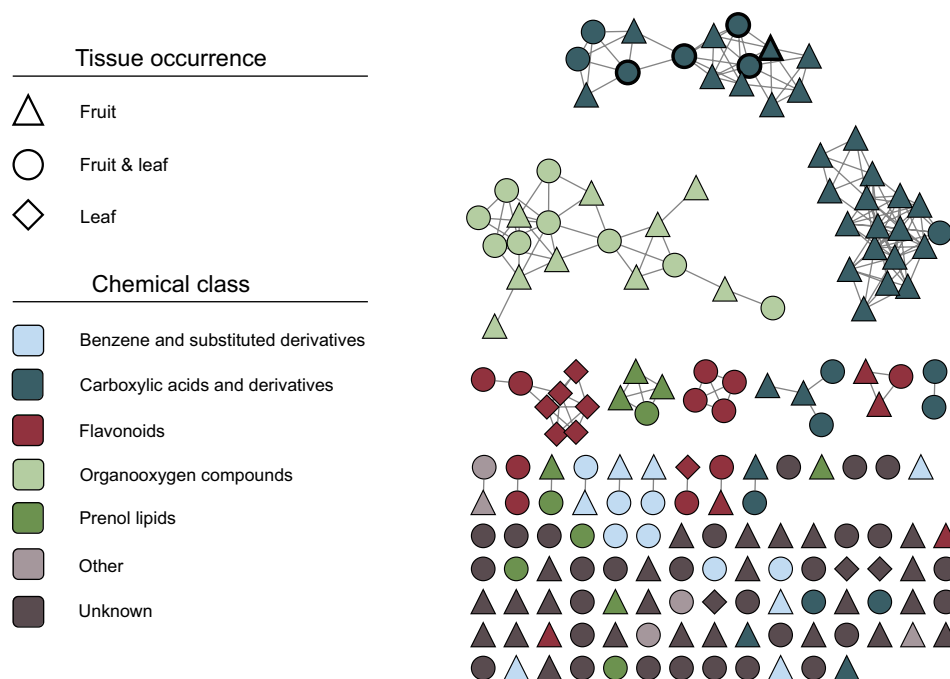 Tissue occurrence
Fruit
Fruit & leaf
Leaf
Chemical class
Benzene and substituted derivatives
Carboxylic acids and derivatives
Flavonoids
Organooxygen compounds
Prenol lipids
Other
Unknown